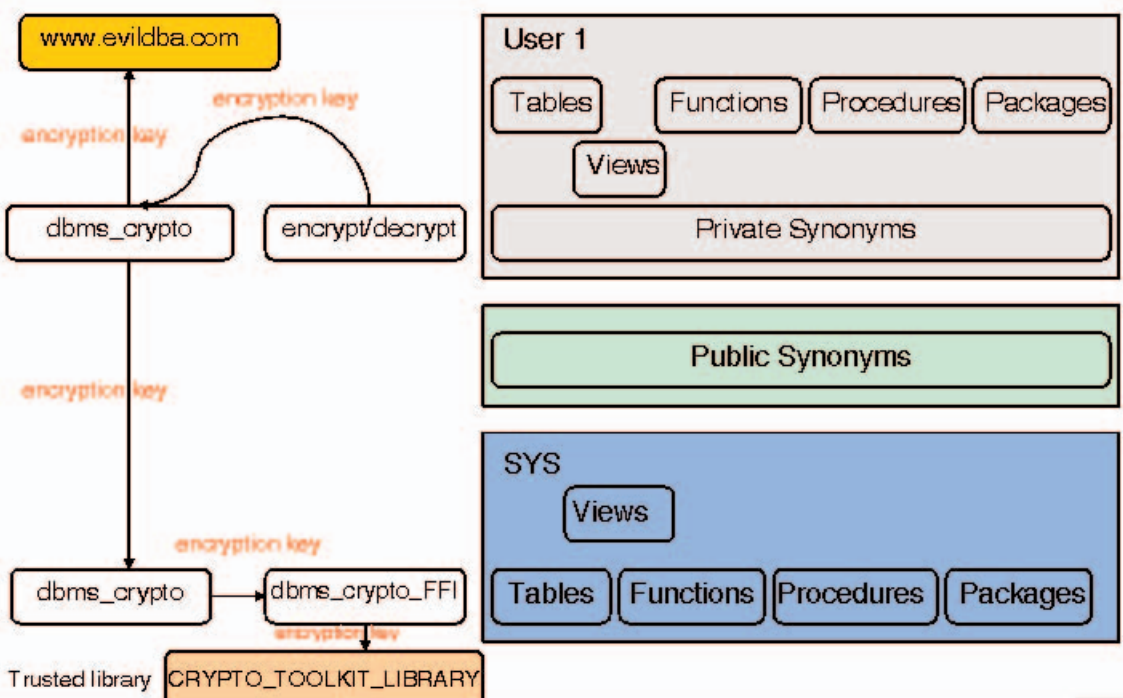 www.evildba.com
encryption key
encryption key
dbms_crypto
encrypt/decrypt
encryption key
encryption key
dbms_crypto
dbms_crypto_FFI
encryption key
Trusted library
CRYPTO_TOOLKIT_LIBRARY
User 1
Tables
Functions
Procedures
Packages
Views
Private Synonyms
Public Synonyms
SYS
Views
Tables
Functions
Procedures
Packages